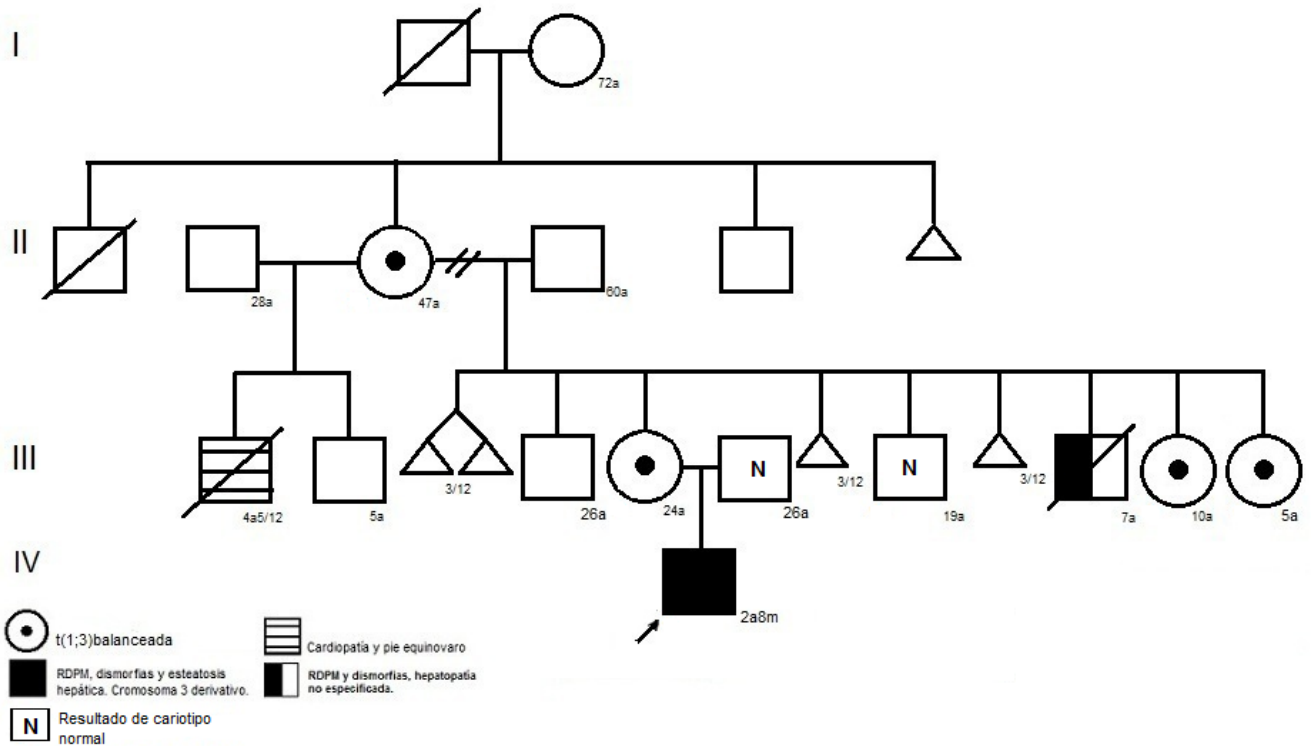 I
72a
II
28a
47a
60a
III
4a5/12
5a
3/12
26a
24a
N
26a
3/12
N
19a
3/12
7a
10a
5a
IV
2a8m
t(1;3)balanceada
Cardiopatía y pie equinovaro
RDPM, dismorfias y esteatosis
hepática. Cromosoma 3 derivativo.
RDPM y dismorfias, hepatopatía
no especificada.
N
Resultado de cariotipo
normal